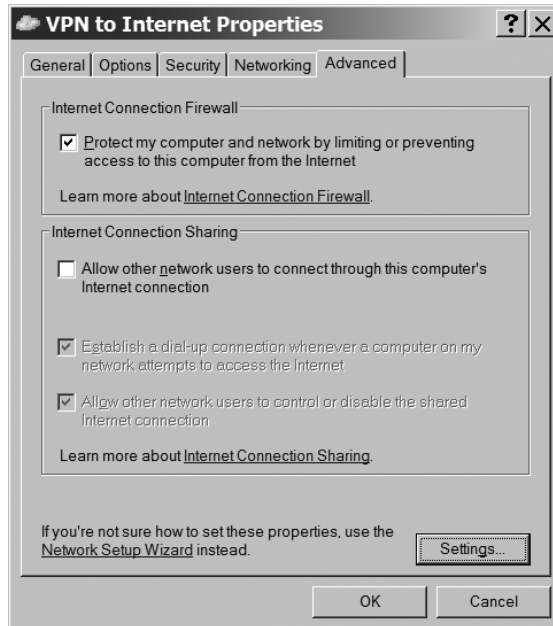 VPN to Internet Properties
General Options Security Networking Advanced
Internet Connection Firewall
Protect my computer and network by limiting or preventing
access to this computer from the Internet
Learn more about Internet Connection Firewall.
Internet Connection Sharing
Allow other network users to connect through this computer's
Internet connection
Establish a dial-up connection whenever a computer on my
network attempts to access the Internet
Allow other network users to control or disable the shared
Internet connection
Learn more about Internet Connection Sharing.
If you're not sure how to set these properties, use the
Network Setup Wizard instead.
Settings...
OK Cancel